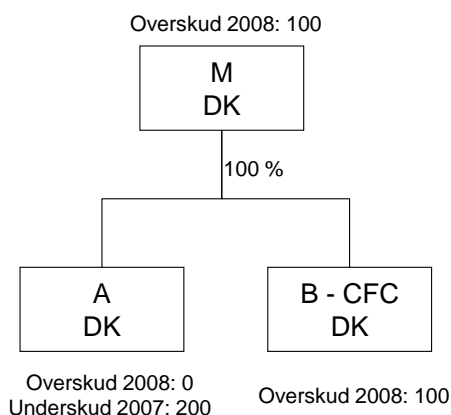 Overskud 2008: 100
M
DK
100 %
A
DK
B - CFC
DK
Overskud 2008: 0
Underskud 2007: 200
Overskud 2008: 100